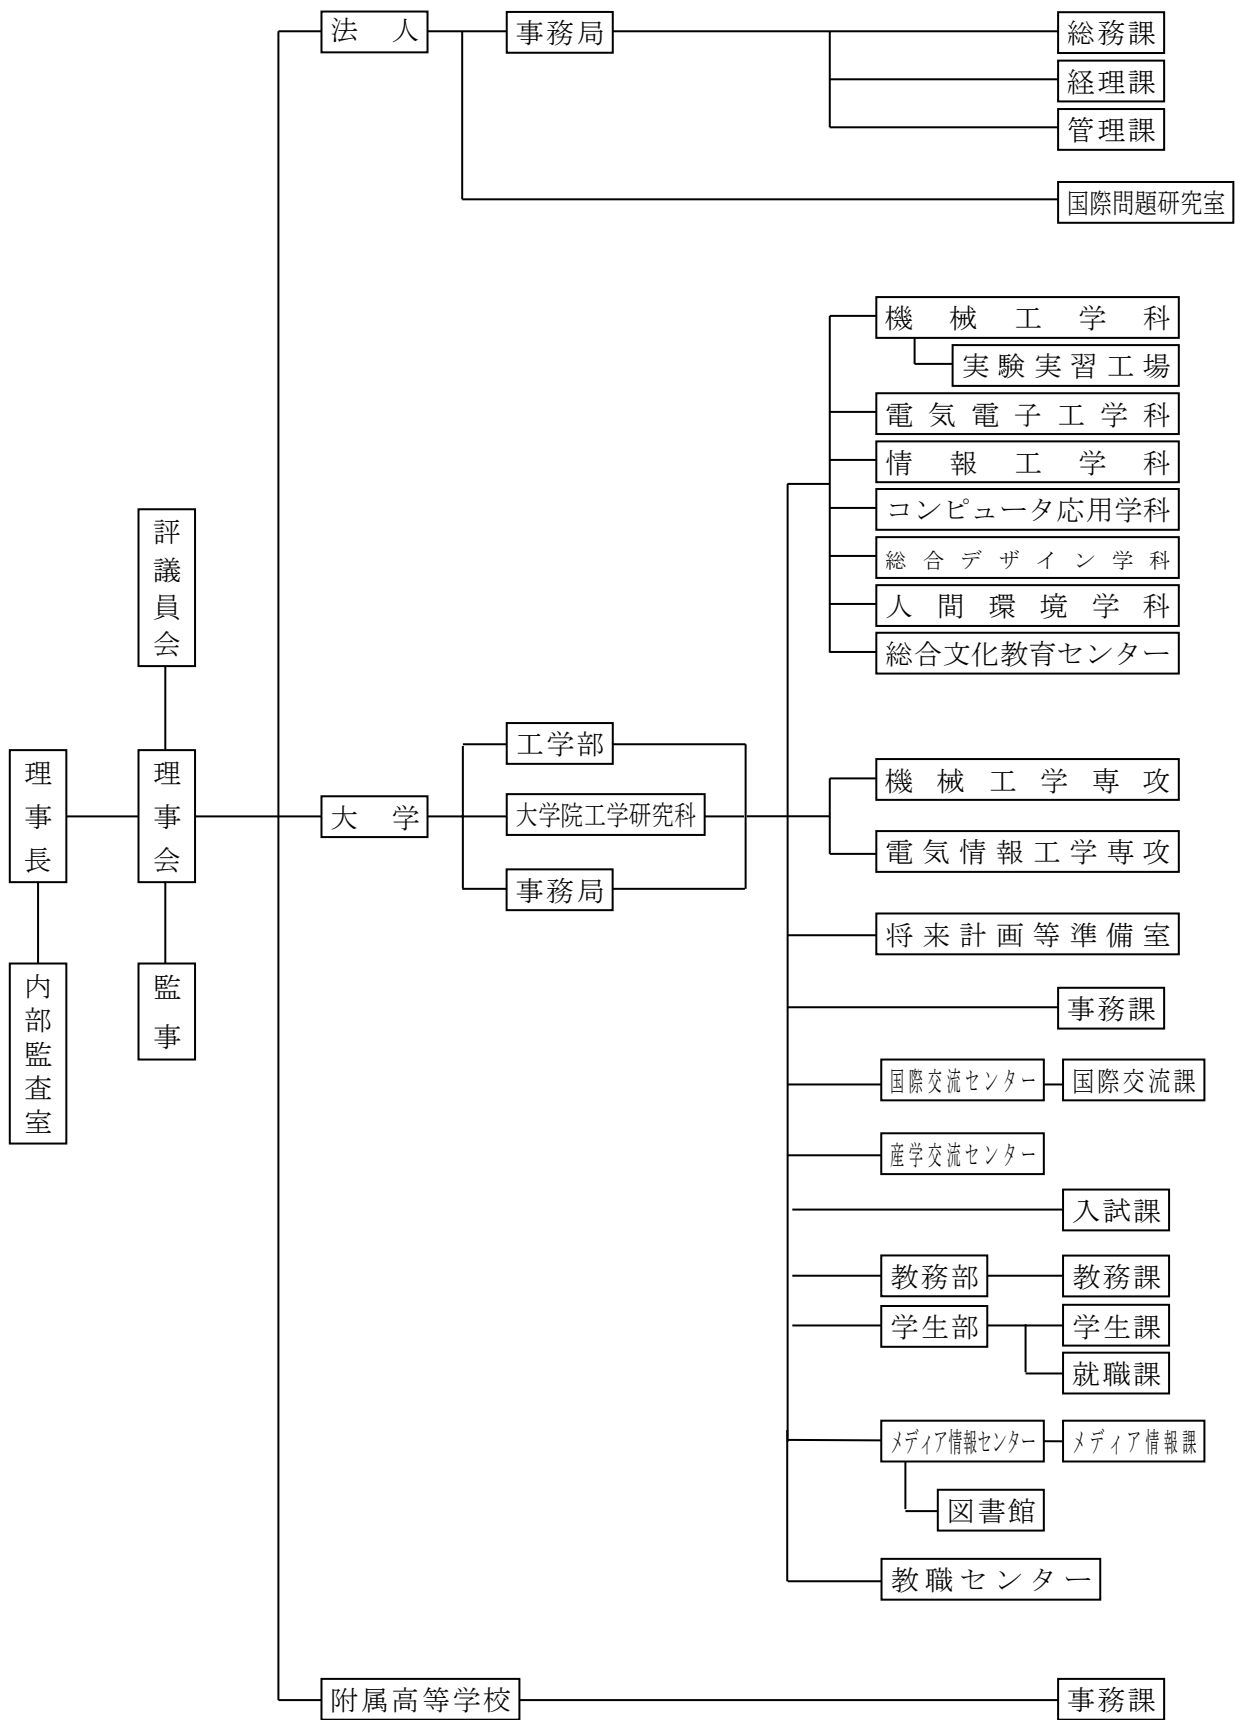 法人
事務局
総務課
経理課
管理課
国際問題研究室
機械工学科
実験実習工場
電気電子工学科
情報工学科
コンピュータ応用学科
総合デザイン学科
人間環境学科
総合文化教育センター
評議員会
理事長
理事会
大学
工学部
大学院工学研究科
事務局
機械工学専攻
電気情報工学専攻
内部監査室
監事
将来計画等準備室
事務課
国際交流センター
国際交流課
産学交流センター
入試課
教務部
教務課
学生部
学生課
就職課
メディア情報センター
メディア情報課
図書館
教職センター
附属高等学校
事務課